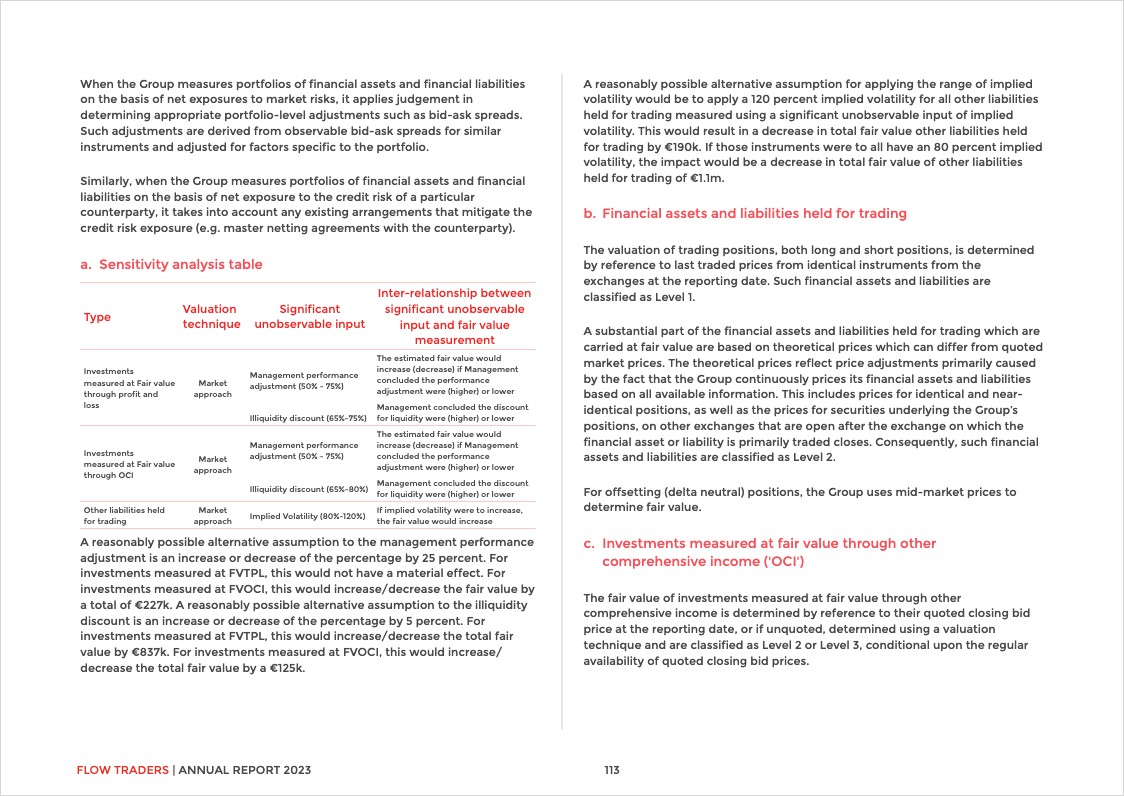 When the Group measures portfolios of financial assets and financial liabilities
on the basis of net exposures to market risks, it applies judgement in
determining appropriate portfolio-level adjustments such as bid-ask spreads.
Such adjustments are derived from observable bid-ask spreads for similar
instruments and adjusted for factors specific to the portfolio.
Similarly, when the Group measures portfolios of financial assets and financial
liabilities on the basis of net exposure to the credit risk of a particular
counterparty, it takes into account any existing arrangements that mitigate the
credit risk exposure (e.g. master netting agreements with the counterparty).
a. Sensitivity analysis table
Type
Valuation
technique
Significant
unobservable input
Inter-relationship between
significant unobservable
input and fair value
measurement
Investments
measured at Fair value
through profit and
loss
Market
approach
Management performance
adjustment (50% - 75%)
The estimated fair value would
increase (decrease) if Management
concluded the performance
adjustment were (higher) or lower
Illiquidity discount (65%-75%)
Management concluded the discount
for liquidity were (higher) or lower
Investments
measured at Fair value
through OCI
Market
approach
Management performance
adjustment (50% - 75%)
The estimated fair value would
increase (decrease) if Management
concluded the performance
adjustment were (higher) or lower
Illiquidity discount (65%-80%)
Management concluded the discount
for liquidity were (higher) or lower
Other liabilities held
for trading
Market
approach
Implied Volatility (80%-120%)
If implied volatility were to increase,
the fair value would increase
A reasonably possible alternative assumption to the management performance
adjustment is an increase or decrease of the percentage by 25 percent. For
investments measured at FVTPL, this would not have a material effect. For
investments measured at FVOCI, this would increase/decrease the fair value by
a total of €227k. A reasonably possible alternative assumption to the illiquidity
discount is an increase or decrease of the percentage by 5 percent. For
investments measured at FVTPL, this would increase/decrease the total fair
value by €837k. For investments measured at FVOCI, this would increase/
decrease the total fair value by a €125k.
A reasonably possible alternative assumption for applying the range of implied
volatility would be to apply a 120 percent implied volatility for all other liabilities
held for trading measured using a significant unobservable input of implied
volatility. This would result in a decrease in total fair value other liabilities held
for trading by €190k. If those instruments were to all have an 80 percent implied
volatility, the impact would be a decrease in total fair value of other liabilities
held for trading of €1.1m.
b. Financial assets and liabilities held for trading
The valuation of trading positions, both long and short positions, is determined
by reference to last traded prices from identical instruments from the
exchanges at the reporting date. Such financial assets and liabilities are
classified as Level 1.
A substantial part of the financial assets and liabilities held for trading which are
carried at fair value are based on theoretical prices which can differ from quoted
market prices. The theoretical prices reflect price adjustments primarily caused
by the fact that the Group continuously prices its financial assets and liabilities
based on all available information. This includes prices for identical and near-
identical positions, as well as the prices for securities underlying the Group's
positions, on other exchanges that are open after the exchange on which the
financial asset or liability is primarily traded closes. Consequently, such financial
assets and liabilities are classified as Level 2.
For offsetting (delta neutral) positions, the Group uses mid-market prices to
determine fair value.
c. Investments measured at fair value through other
comprehensive income ('OCI')
The fair value of investments measured at fair value through other
comprehensive income is determined by reference to their quoted closing bid
price at the reporting date, or if unquoted, determined using a valuation
technique and are classified as Level 2 or Level 3, conditional upon the regular
availability of quoted closing bid prices.
FLOW TRADERS | ANNUAL REPORT 2023
113